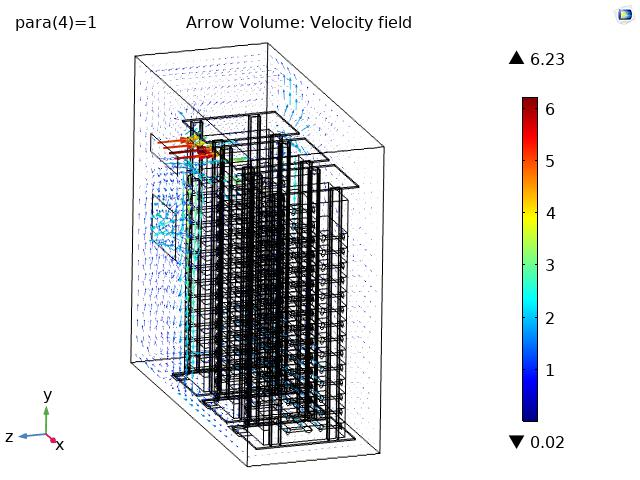 para(4)=1 Arrow Volume: Velocity field
▲ 6.23
6
5
4
3
2
1
▼ 0.02
y
z
x